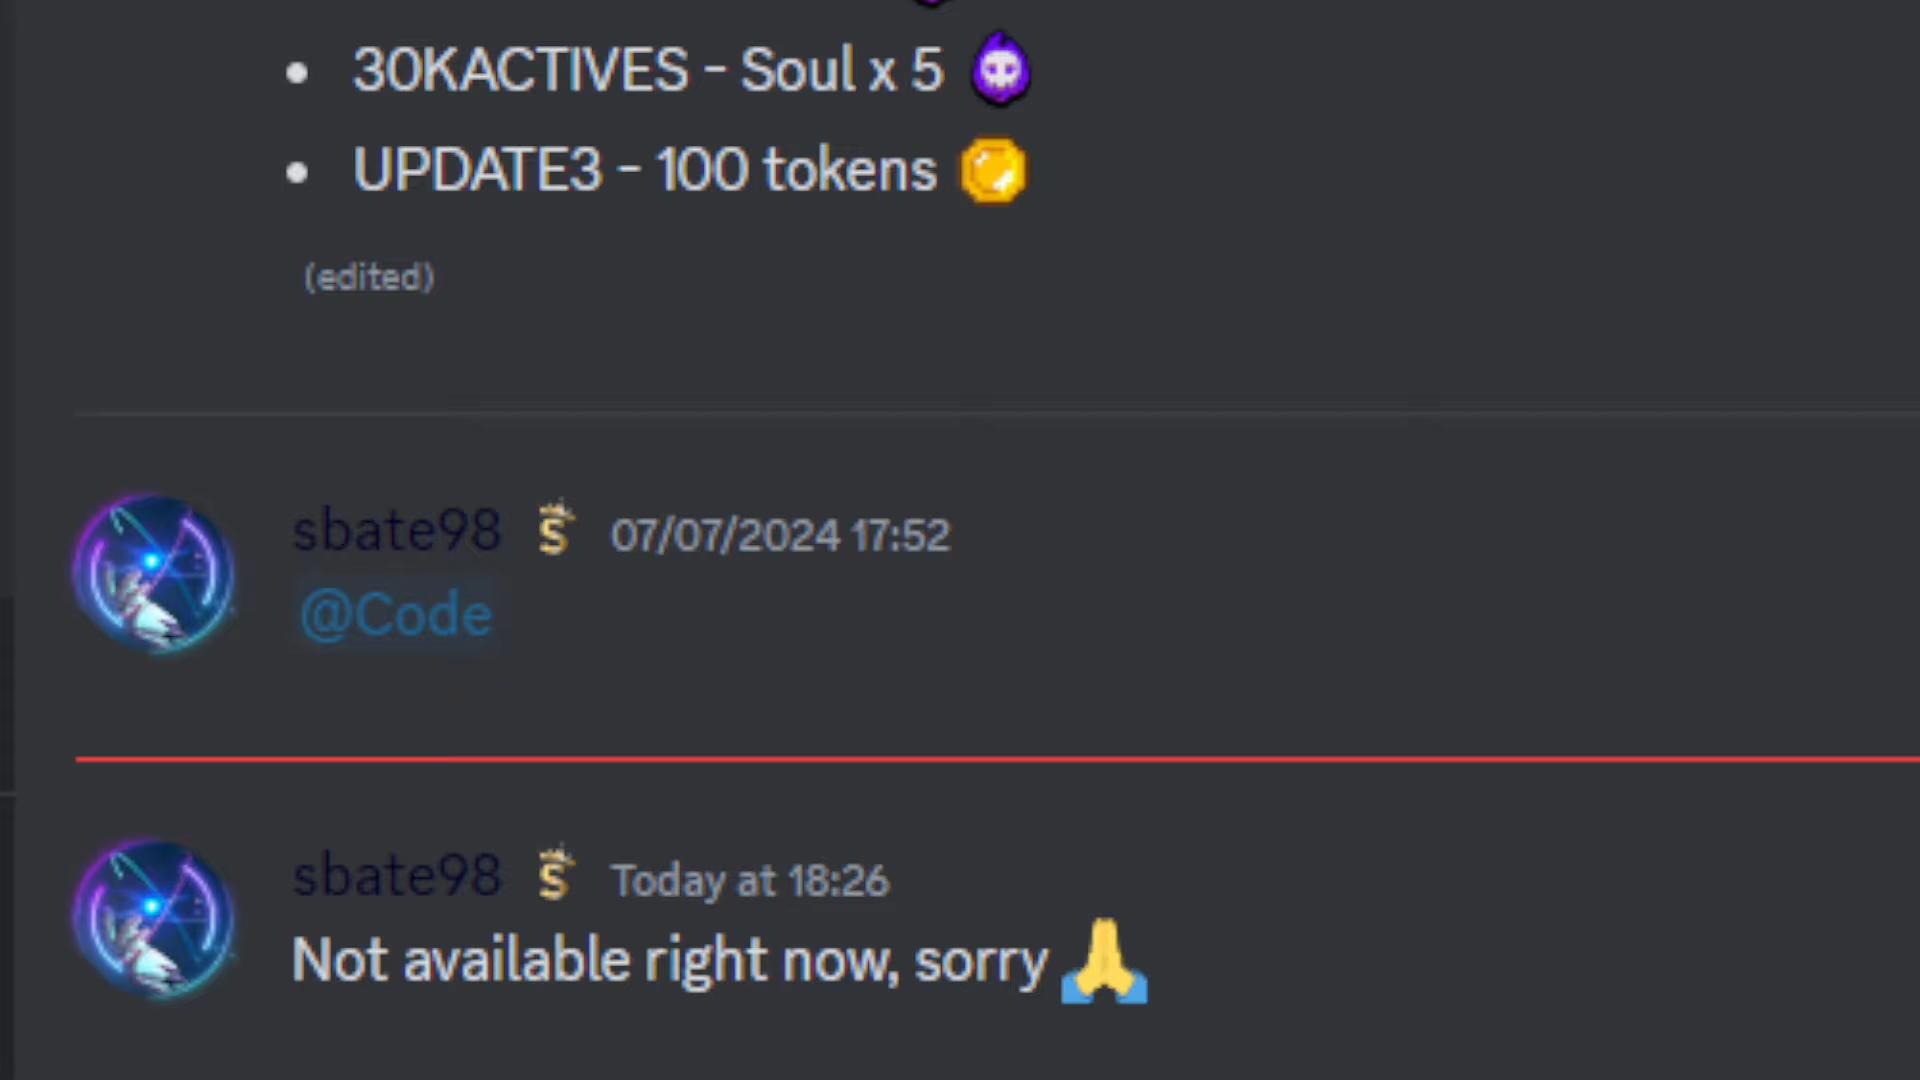 • 30KACTIVES - Soul x 5
• UPDATE3 - 100 tokens
(edited)
sbate98 S 07/07/2024 17:52
@Code
sbate98 S Today at 18:26
Not available right now, sorry 🙏